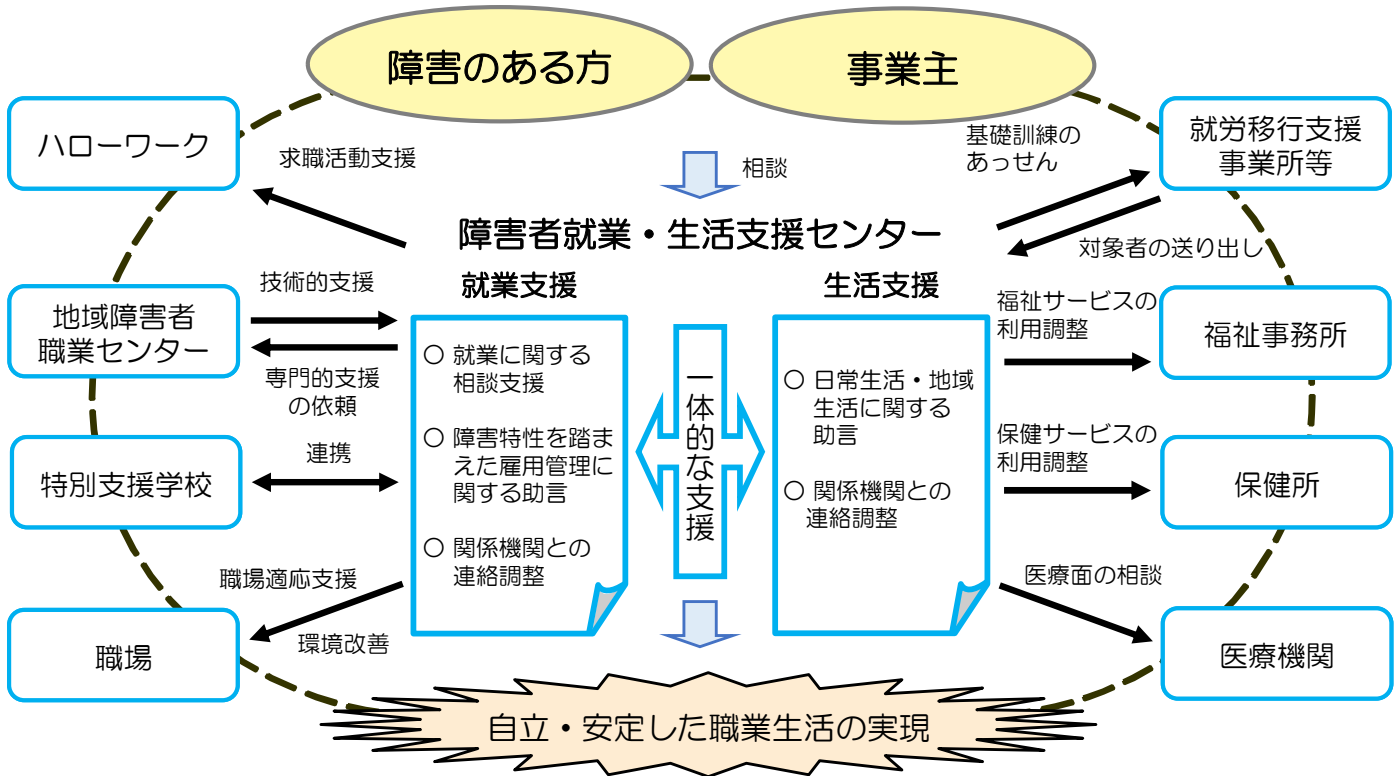 障害のある方
事業主
ハローワーク
求職活動支援
相談
基礎訓練の
あっせん
就労移行支援
事業所等
障害者就業・生活支援センター
対象者の送り出し
就業支援
生活支援
技術的支援
地域障害者
職業センター
専門的支援
の依頼
連携
特別支援学校
職場適応支援
環境改善
職場
〇 就業に関する
相談支援
〇 障害特性を踏ま
えた雇用管理に
関する助言
〇 関係機関との
連絡調整
一体的な支援
〇 日常生活・地域
生活に関する
助言
〇 関係機関との
連絡調整
福祉サービスの
利用調整
福祉事務所
保健サービスの
利用調整
保健所
医療面の相談
医療機関
自立・安定した職業生活の実現